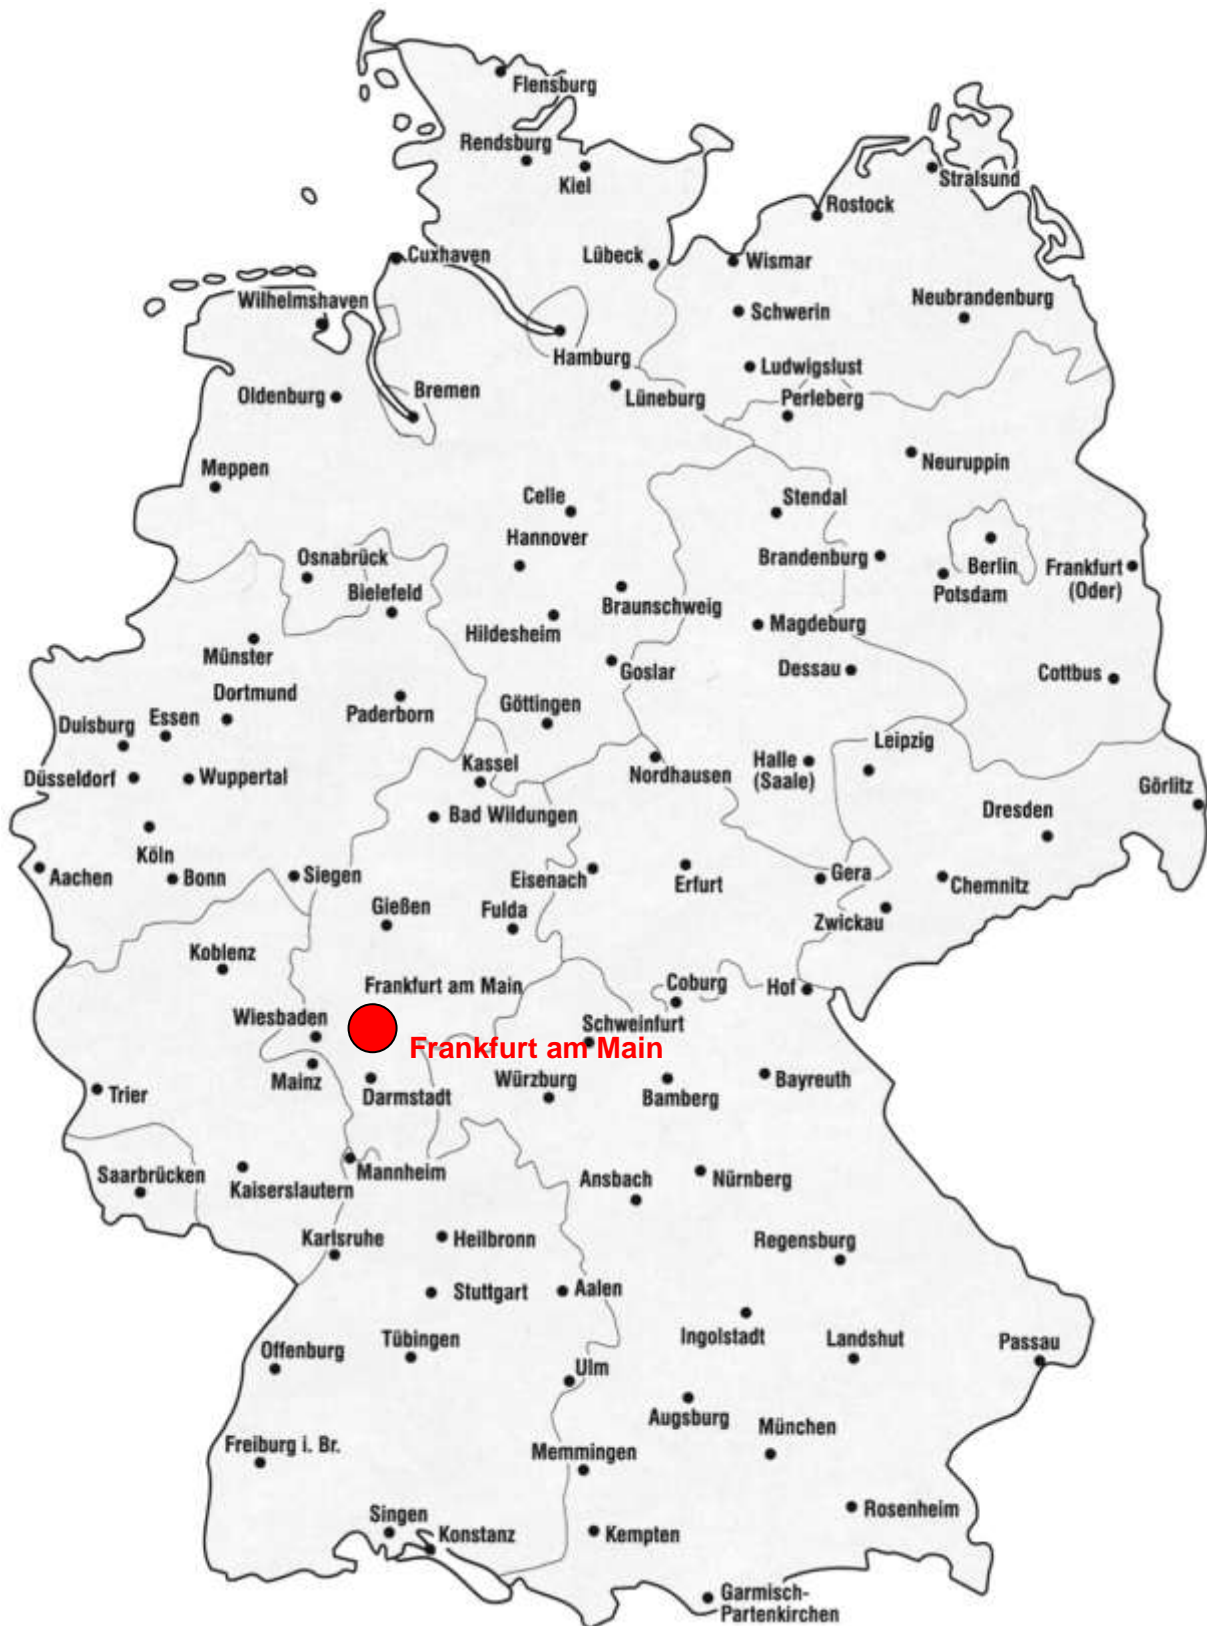 Flensburg
Rendsburg
Kiel
Stralsund
Rostock
Cuxhaven
Lübeck
Wismar
Wilhelmshaven
Neubrandenburg
Schwerin
Hamburg
Ludwigslust
Oldenburg
Bremen
Lüneburg
Perleberg
Meppen
Neuruppin
Celle
Stendal
Hannover
Osnabrück
Brandenburg
Berlin
Frankfurt
(Oder)
Bielefeld
Potsdam
Braunschweig
Hildesheim
Magdeburg
Münster
Goslar
Dessau
Cottbus
Dortmund
Paderborn
Göttingen
Duisburg
Essen
Leipzig
Düsseldorf
Wuppertal
Kassel
Nordhausen
Halle
(Saale)
Görlitz
Bad Wildungen
Dresden
Köln
Aachen
Bonn
Siegen
Eisenach
Erfurt
Gera
Chemnitz
Gießen
Fulda
Zwickau
Koblenz
Frankfurt am Main
Coburg
Hof
Wiesbaden
Schweinfurt
Frankfurt am Main
Mainz
Würzburg
Bayreuth
Trier
Darmstadt
Bamberg
Saarbrücken
Kaiserslautern
Mannheim
Ansbach
Nürnberg
Karlsruhe
Heilbronn
Regensburg
Stuttgart
Aalen
Offenburg
Tübingen
Ingolstadt
Landshut
Passau
Ulm
Augsburg
München
Freiburg i. Br.
Memmingen
Rosenheim
Singen
Konstanz
Kempten
Garmisch-
Partenkirchen